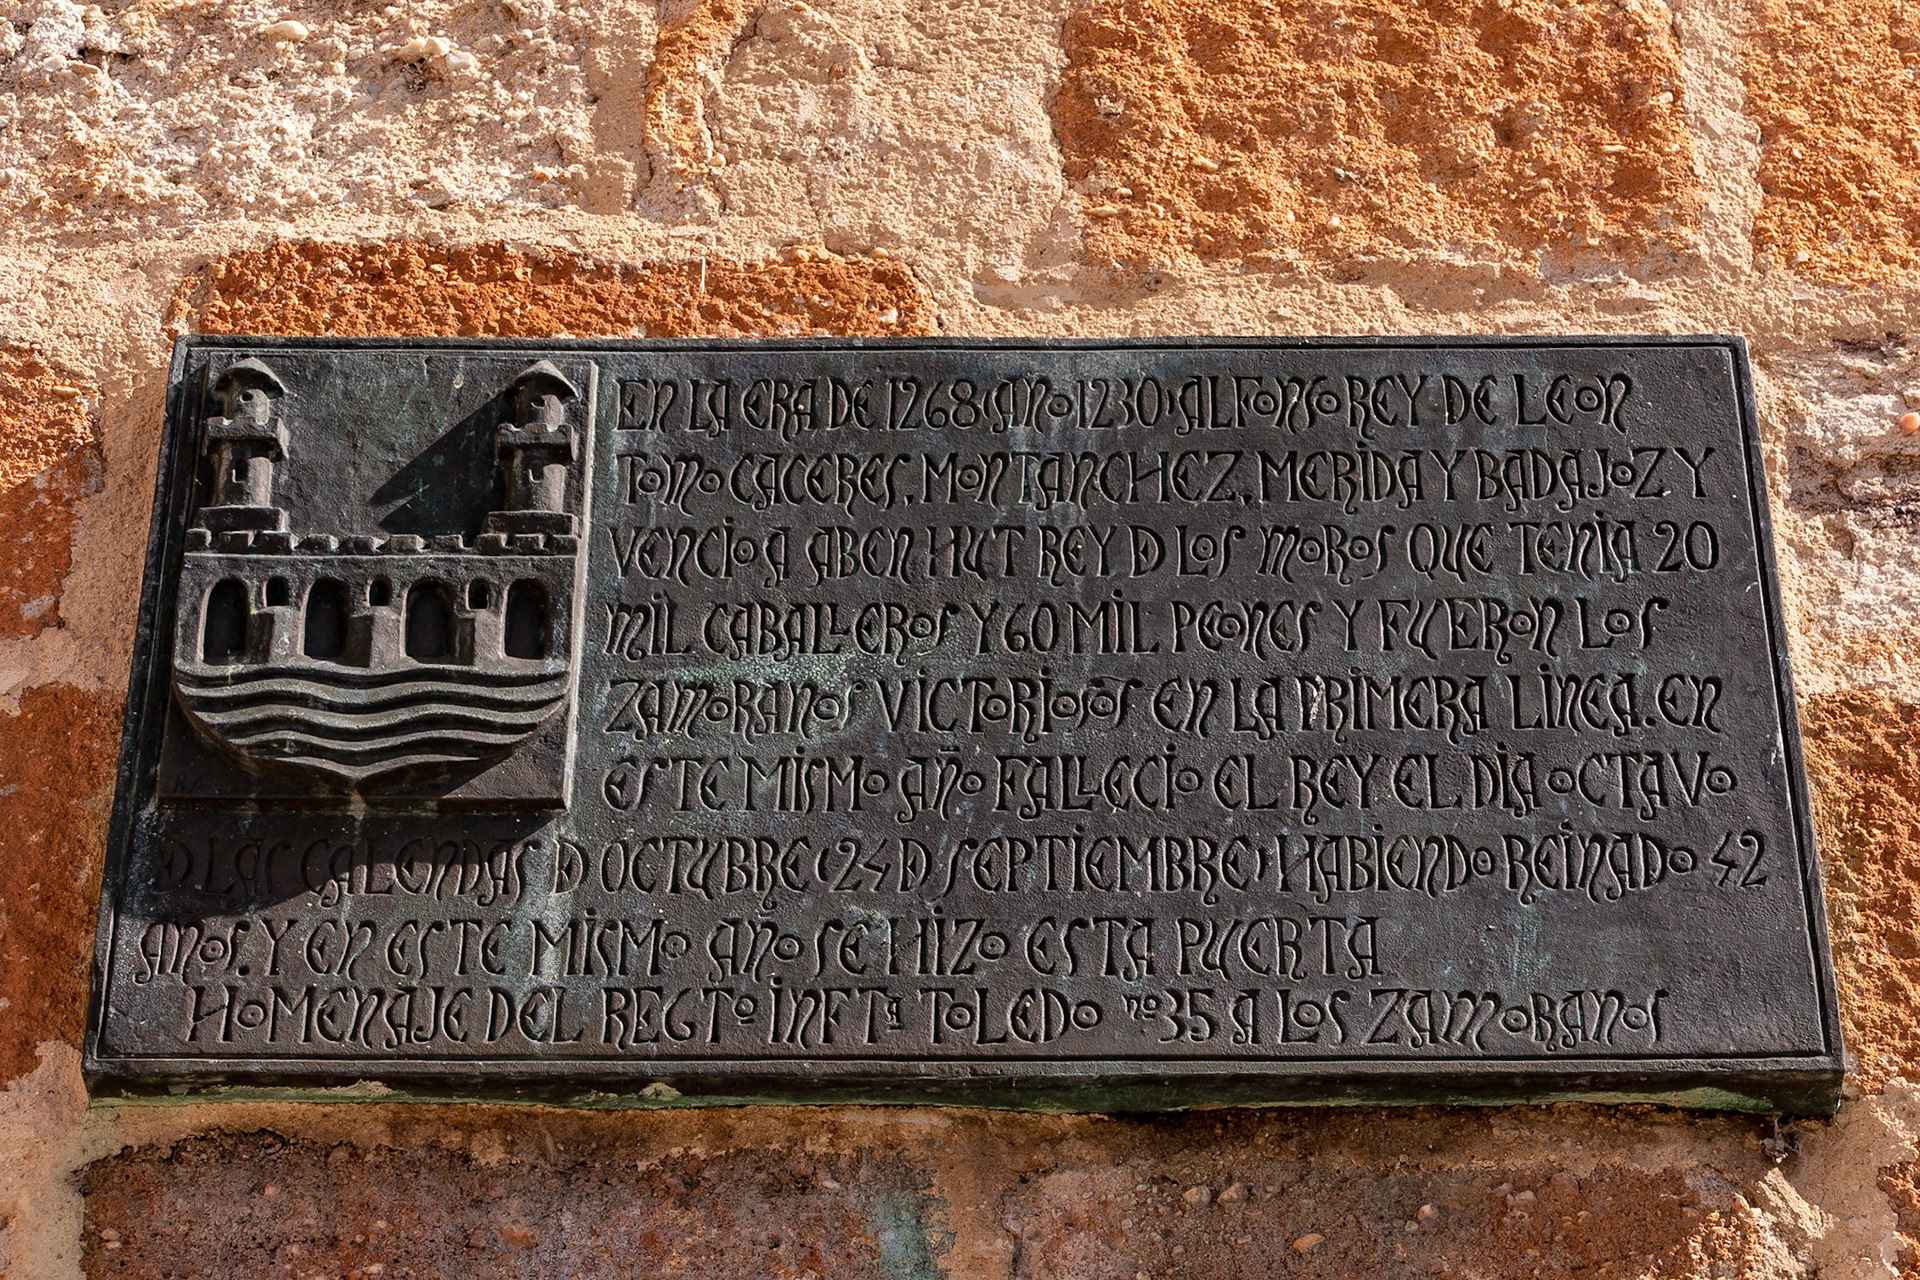 EN LA ERA DE 1268 (ANO 1230) ALFONSO REY DE LEON
TOMO CACERES, MONTANCHEZ, MERIDA Y BADAJOZ Y
VENCIO A ABEN HUT REY D LOS MOROS QUE TENIA 20
MIL CABALLEROS Y 60 MIL PEONES Y FUERON LOS
ZAMORANOS VICTORIOSOS EN LA PRIMERA LINEA. EN
ESTE MISMO AÑO FALLECIO EL REY EL DIA OCTAVO
D LAS CALENDAS D OCTUBRE (24 D SEPTIEMBRE) HABIENDO REINADO 42
AÑOS. Y EN ESTE MISMO AÑO SE HIZO ESTA PUERTA
HOMENAJE DEL REGTº INFTª TOLEDO nº 35 A LOS ZAMORANOS